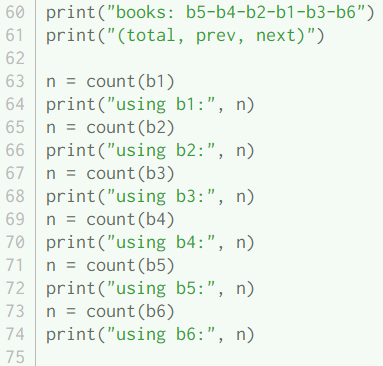 60 print("books: b5-b4-b2-b1-b3-b6")
61 print("(total, prev, next)")
62
63 n = count(b1)
64 print("using b1:", n)
65 n = count(b2)
66 print("using b2:", n)
67 n = count(b3)
68 print("using b3:", n)
69 n = count(b4)
70 print("using b4:", n)
71 n = count(b5)
72 print("using b5:", n)
73 n = count(b6)
74 print("using b6:", n)
75